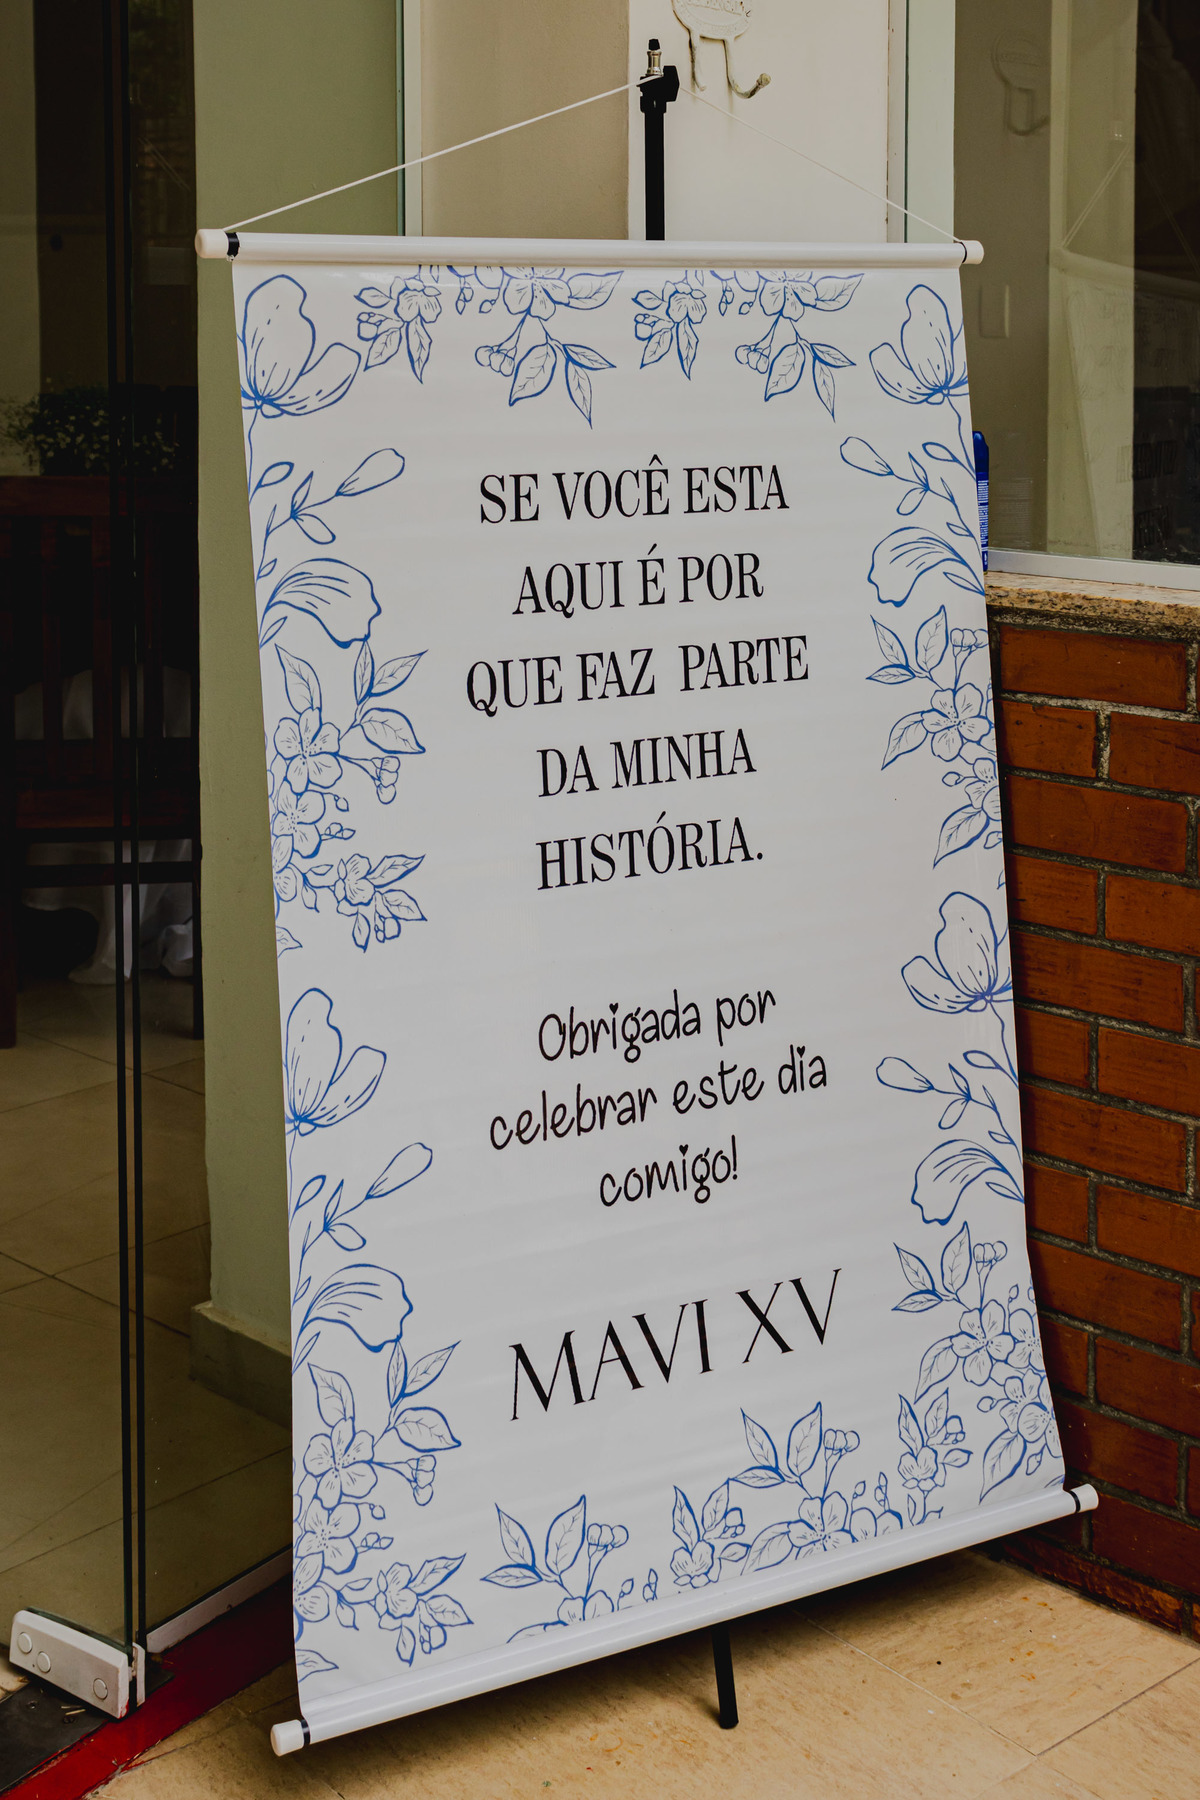 SE VOCÊ ESTA
AQUI É POR
QUE FAZ PARTE
DA MINHA
HISTÓRIA.
Obrigada por
celebrar este dia
comigo!
MAVI XV